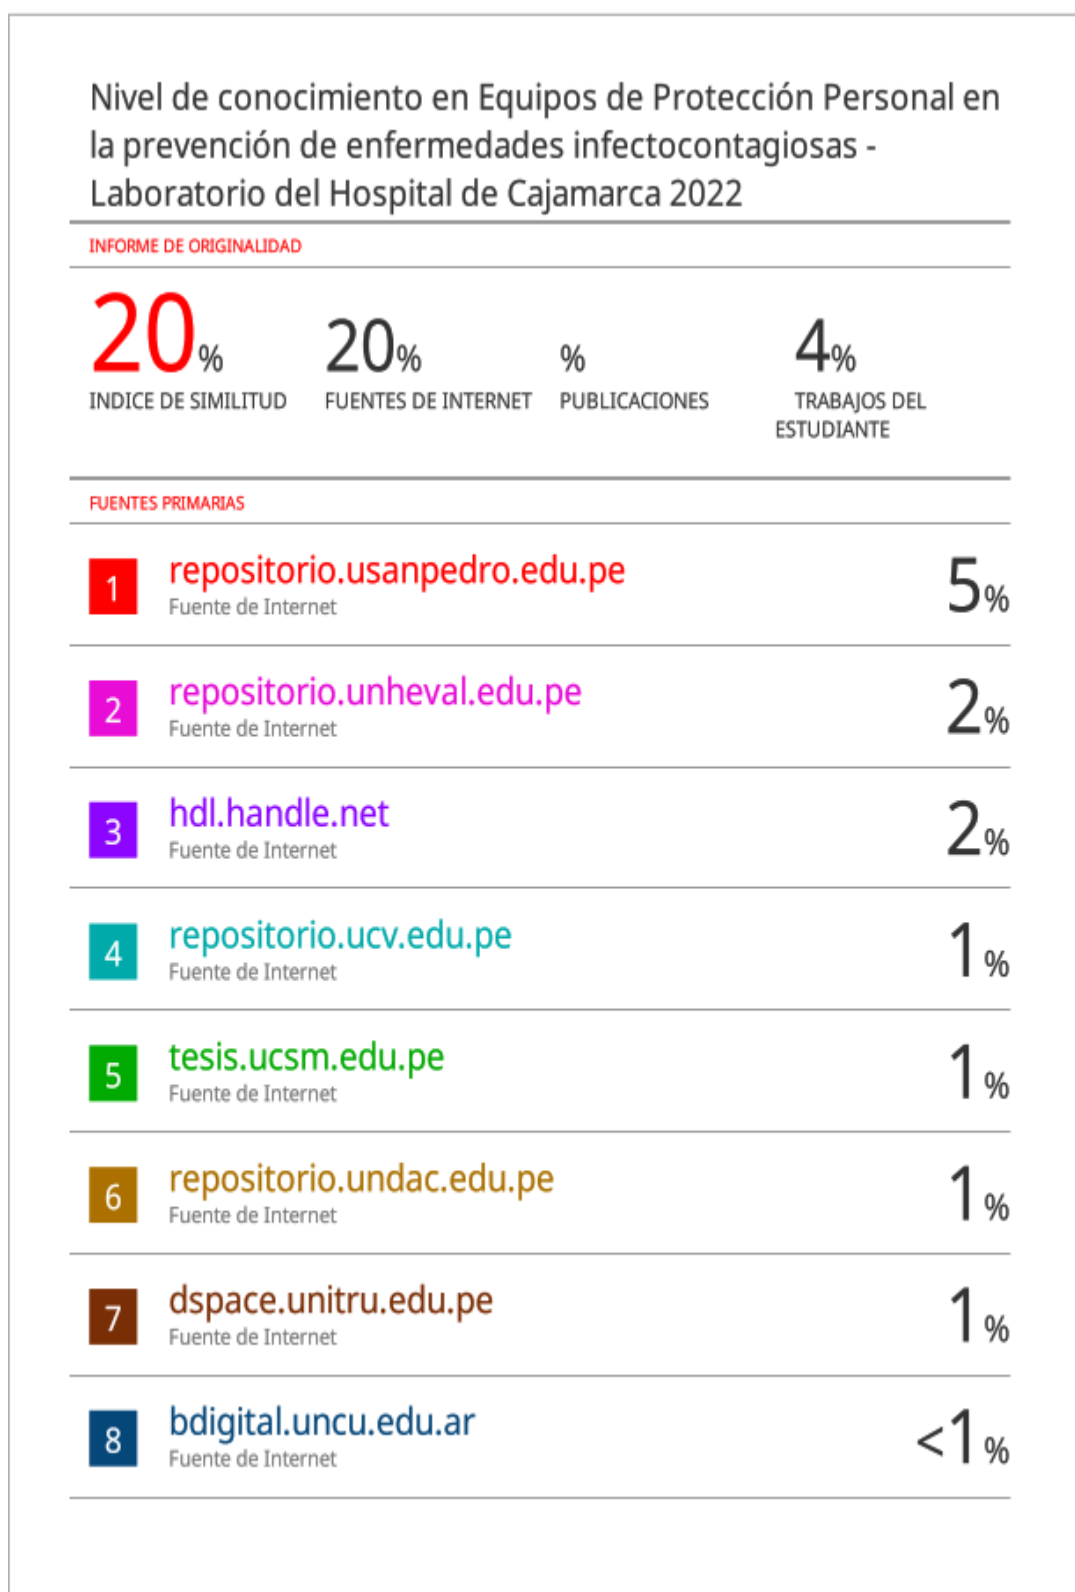 Nivel de conocimiento en Equipos de Protección Personal en
la prevención de enfermedades infectocontagiosas -
Laboratorio del Hospital de Cajamarca 2022
INFORME DE ORIGINALIDAD
20%
INDICE DE SIMILITUD
20%
FUENTES DE INTERNET
%
PUBLICACIONES
4%
TRABAJOS DEL
ESTUDIANTE
FUENTES PRIMARIAS
1
repositorio.usanpedro.edu.pe
Fuente de Internet
5%
2
repositorio.unheval.edu.pe
Fuente de Internet
2%
3
hdl.handle.net
Fuente de Internet
2%
4
repositorio.ucv.edu.pe
Fuente de Internet
1%
5
tesis.ucsm.edu.pe
Fuente de Internet
1%
6
repositorio.undac.edu.pe
Fuente de Internet
1%
7
dspace.unitru.edu.pe
Fuente de Internet
1%
8
bdigital.uncu.edu.ar
Fuente de Internet
<1%